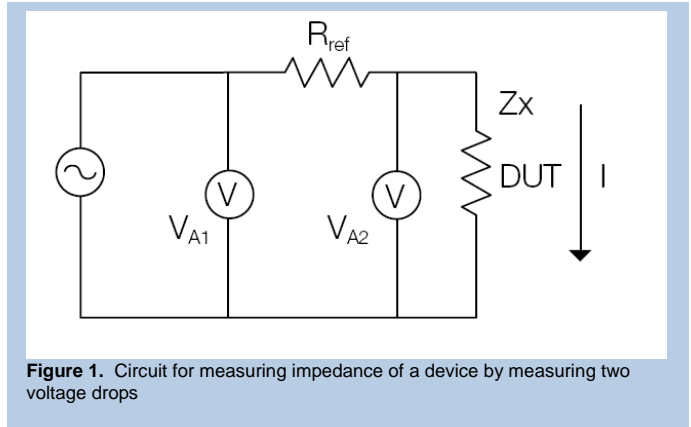 Rref
Zx
V
V
DUT
I
VA1
VA2
Figure 1. Circuit for measuring impedance of a device by measuring two
voltage drops